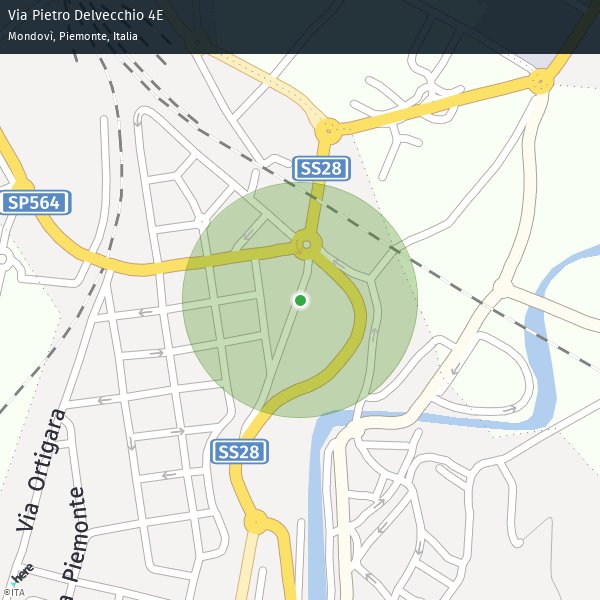 Via Pietro Delvecchio 4E
Mondovì, Piemonte, Italia
SS28
SP564
SS28
Via Ortigara
a Piemonte
here
©ITA